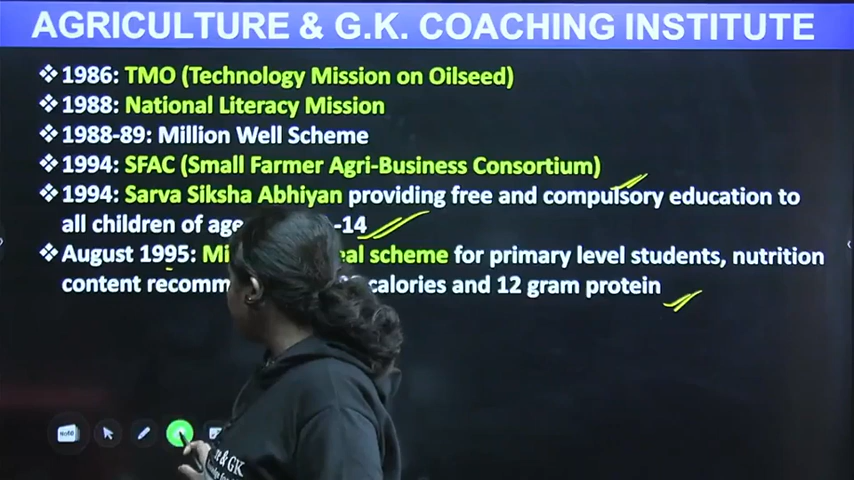 AGRICULTURE & G.K. COACHING INSTITUTE
❖1986: TMO (Technology Mission on Oilseed)
❖1988: National Literacy Mission
❖1988-89: Million Well Scheme
❖1994: SFAC (Small Farmer Agri-Business Consortium)
❖1994: Sarva Siksha Abhiyan providing free and compulsory education to
all children of age -14
❖August 1995: scheme for primary level students, nutrition
content calories and 12 gram protein
& GK